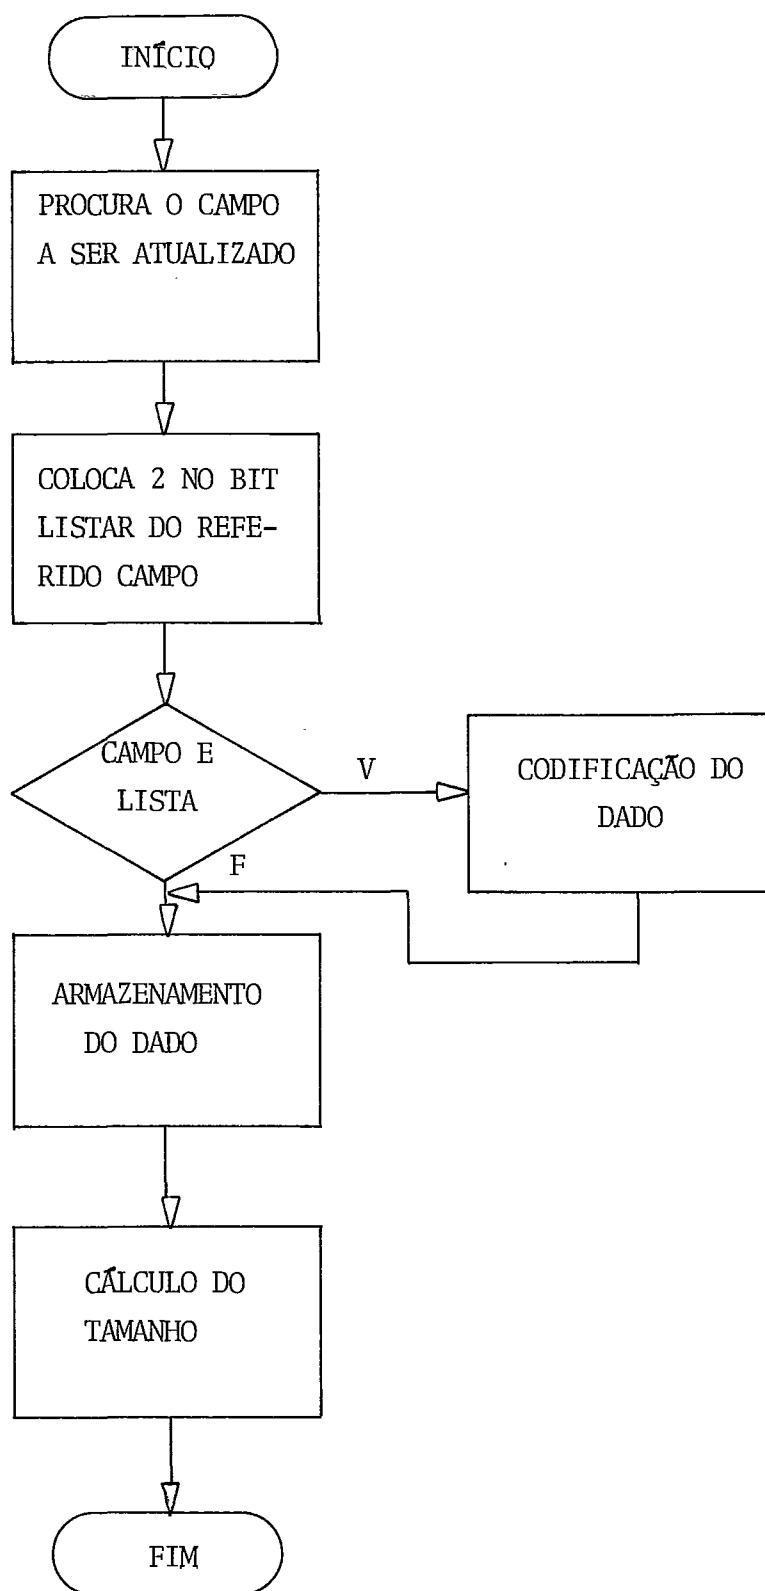 INÍCIO
PROCURA O CAMPO
A SER ATUALIZADO
COLOCA 2 NO BIT
LISTAR DO REFE-
RIDO CAMPO
CAMPO E
LISTA
V
CODIFICAÇÃO DO
DADO
F
ARMAZENAMENTO
DO DADO
CÁLCULO DO
TAMANHO
FIM